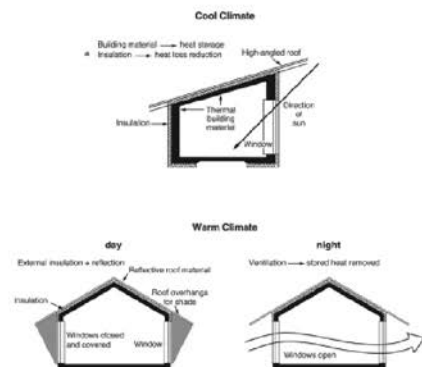 Cool Climate
Building material → heat storage
Insulation → heat loss reduction
High-angled roof
Thermal
building
material
Insulation
Direction
of
sun
Window
Warm Climate
day
External insulation + reflection
Reflective roof material
Insulation
Roof overhangs
for shade
Windows closed
and covered
Window
night
Ventilation → stored heat removed
Windows open